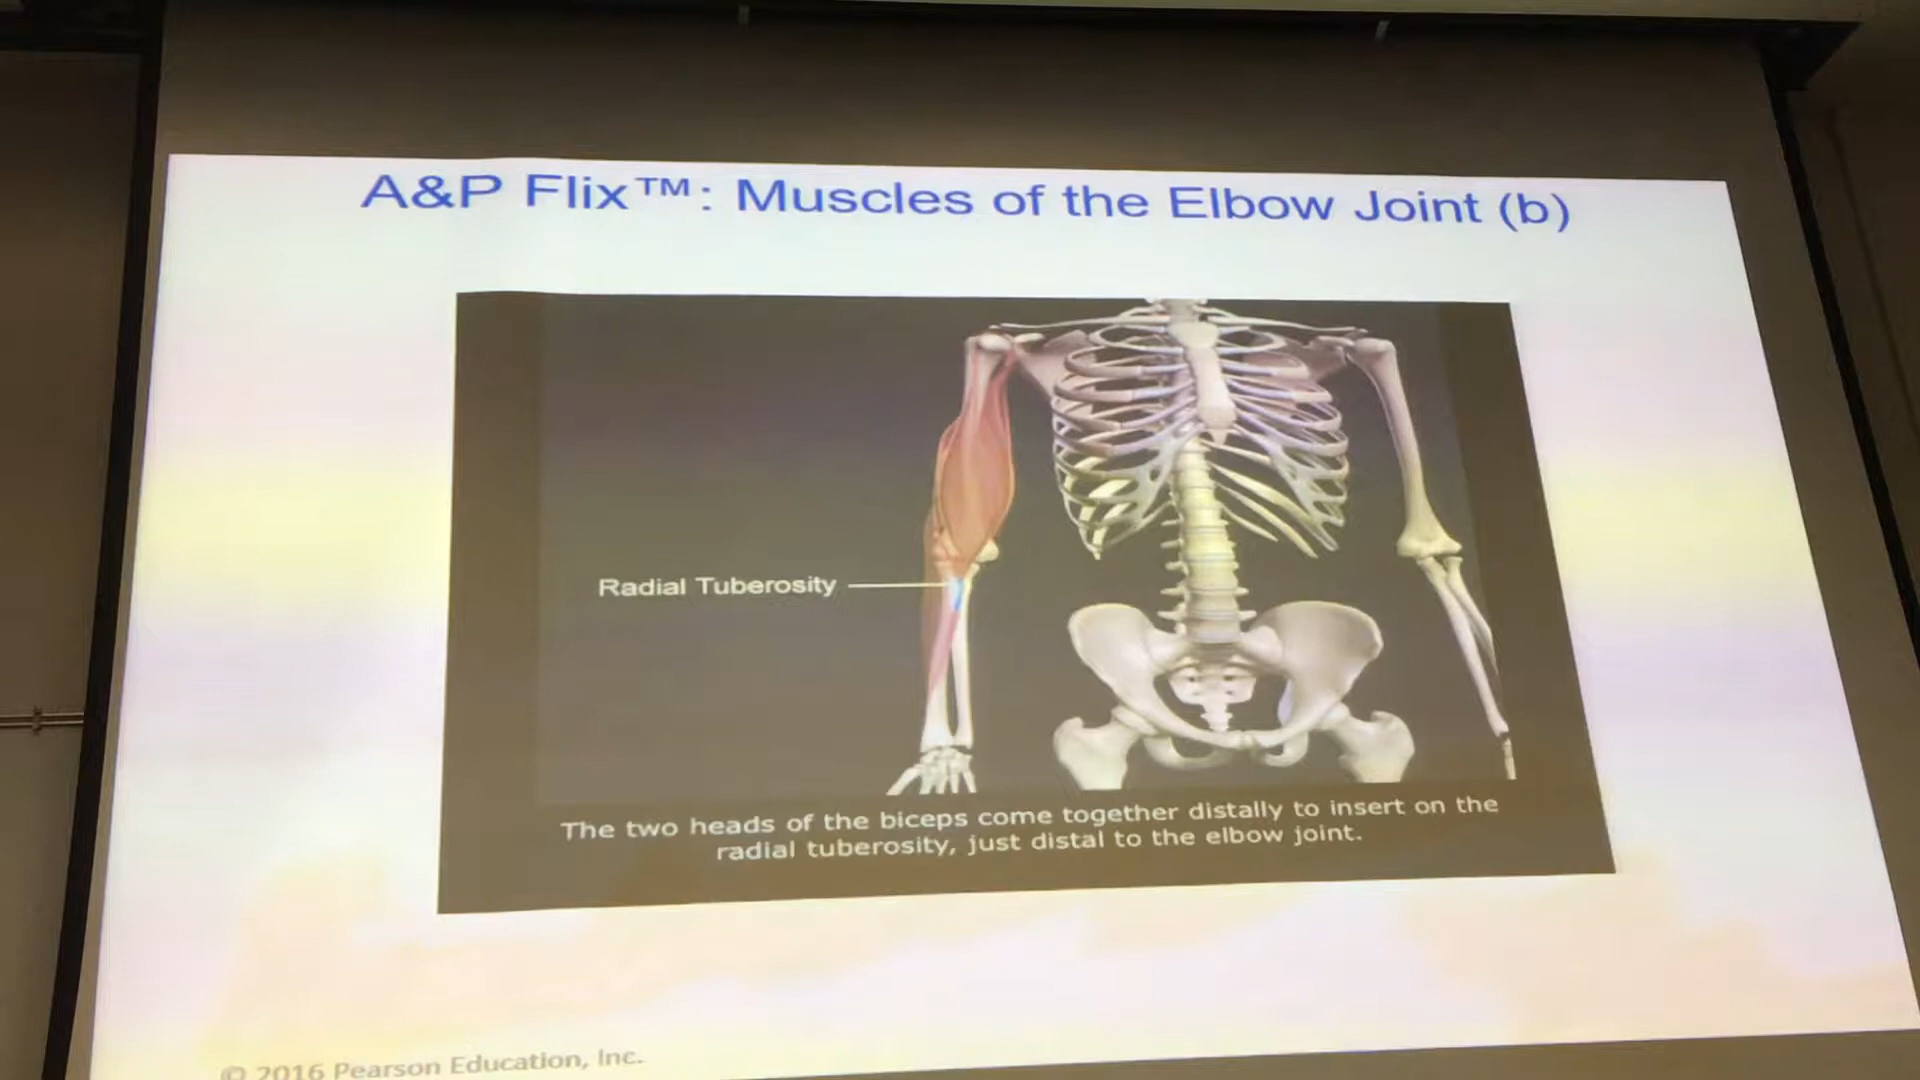 A&P Flix™: Muscles of the Elbow Joint (b)
Radial Tuberosity
The two heads of the biceps come together distally to insert on the
radial tuberosity, just distal to the elbow joint.
© 2016 Pearson Education, Inc.